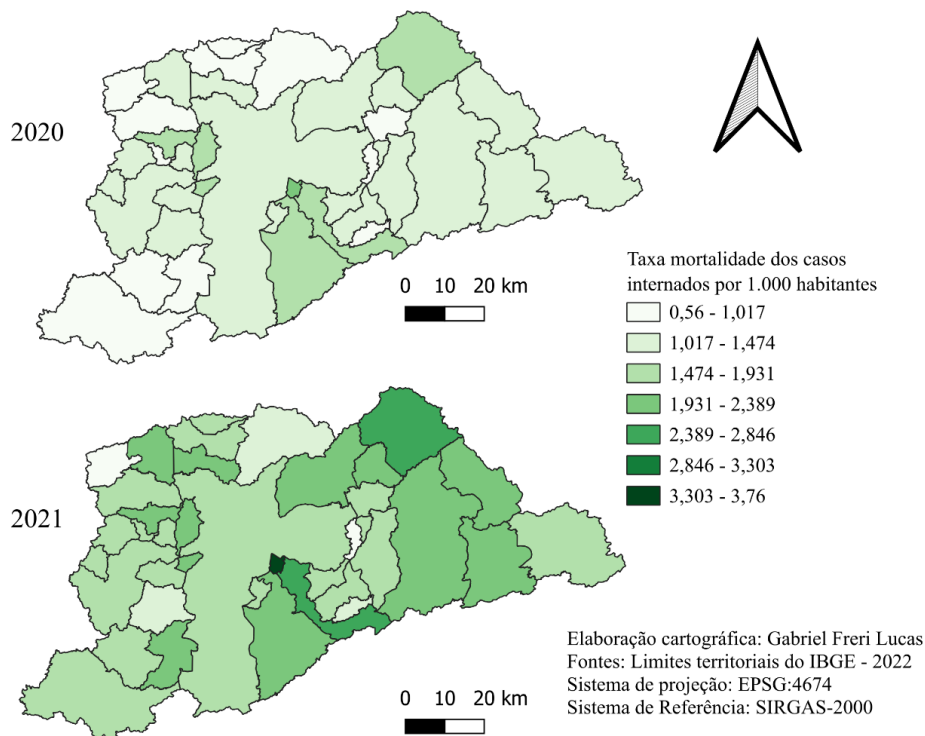 2020
0 10 20 km
Taxa mortalidade dos casos
internados por 1.000 habitantes
0,56 - 1,017
1,017 - 1,474
1,474 - 1,931
1,931 - 2,389
2,389 - 2,846
2,846 - 3,303
3,303 - 3,76
2021
0 10 20 km
Elaboração cartográfica: Gabriel Freri Lucas
Fontes: Limites territoriais do IBGE - 2022
Sistema de projeção: EPSG:4674
Sistema de Referência: SIRGAS-2000